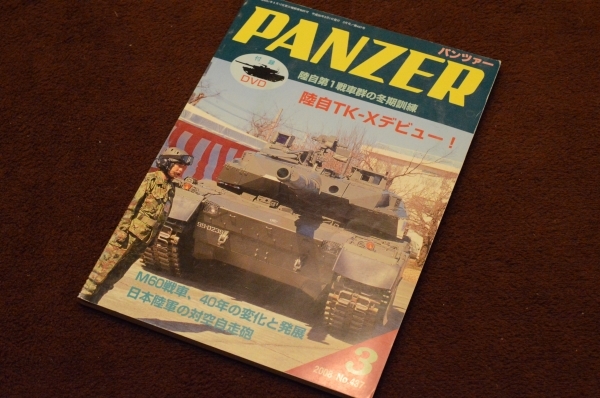 PANZER
パンツァー
付録
DVD
陸自第1戦車群の冬期訓練
陸自TK-Xデビュー！
M60戦車、40年の変化と発展
日本陸軍の対空自走砲
3
2008 No.